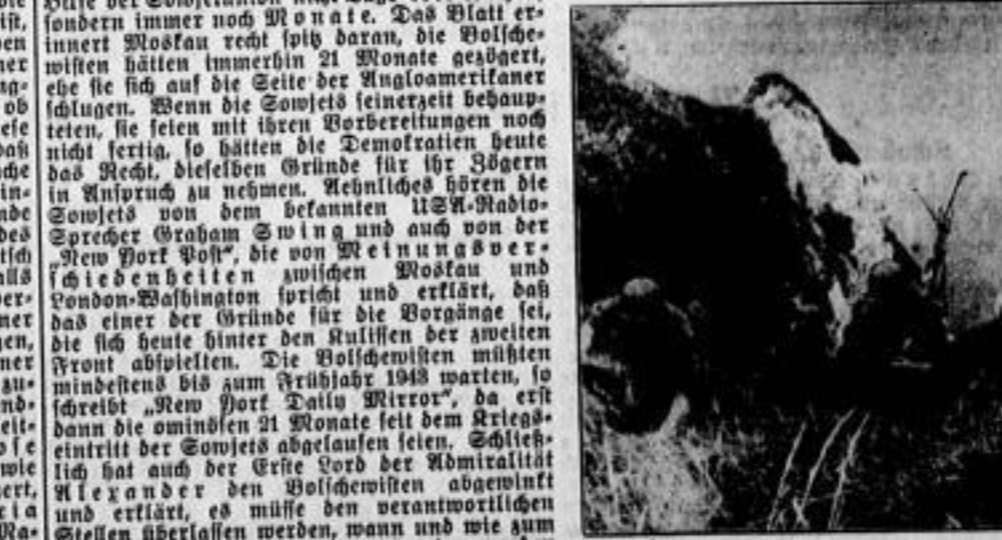 ist,
sondern immer noch Monate. Das Blatt er-
innert Moskau recht spitz daran, die Bolsche-
wisten hätten immerhin 21 Monate gezögert,
ehe sie sich auf die Seite der Angloamerikaner
schlugen. Wenn die Sowjets seinerzeit behaup-
teten, sie seien mit ihren Vorbereitungen noch
nicht fertig, so hätten die Demokratien heute
das Recht, dieselben Gründe für ihr Zögern
in Anspruch zu nehmen. Aehnliches hören die
Sowjets von dem bekannten USA-Radio-
Sprecher Graham Swing und auch von der
„New York Post“, die von Meinungsver-
schiedenheiten zwischen Moskau und
London-Washington spricht und erklärt, daß
das einer der Gründe für die Vorgänge sei,
die sich heute hinter den Kulissen der zweiten
Front abspielten. Die Bolschewisten müßten
mindestens bis zum Frühjahr 1943 warten, so
schreibt „New York Daily Mirror“, da erst
dann die ominösen 21 Monate seit dem Kriegs-
eintritt der Sowjets abgelaufen seien. Schließ-
lich hat auch der Erste Lord der Admiralität
Alexander den Bolschewisten abgewinkt
und erklärt, es müsse den verantwortlichen
Stellen überlassen werden, wann und wie zum